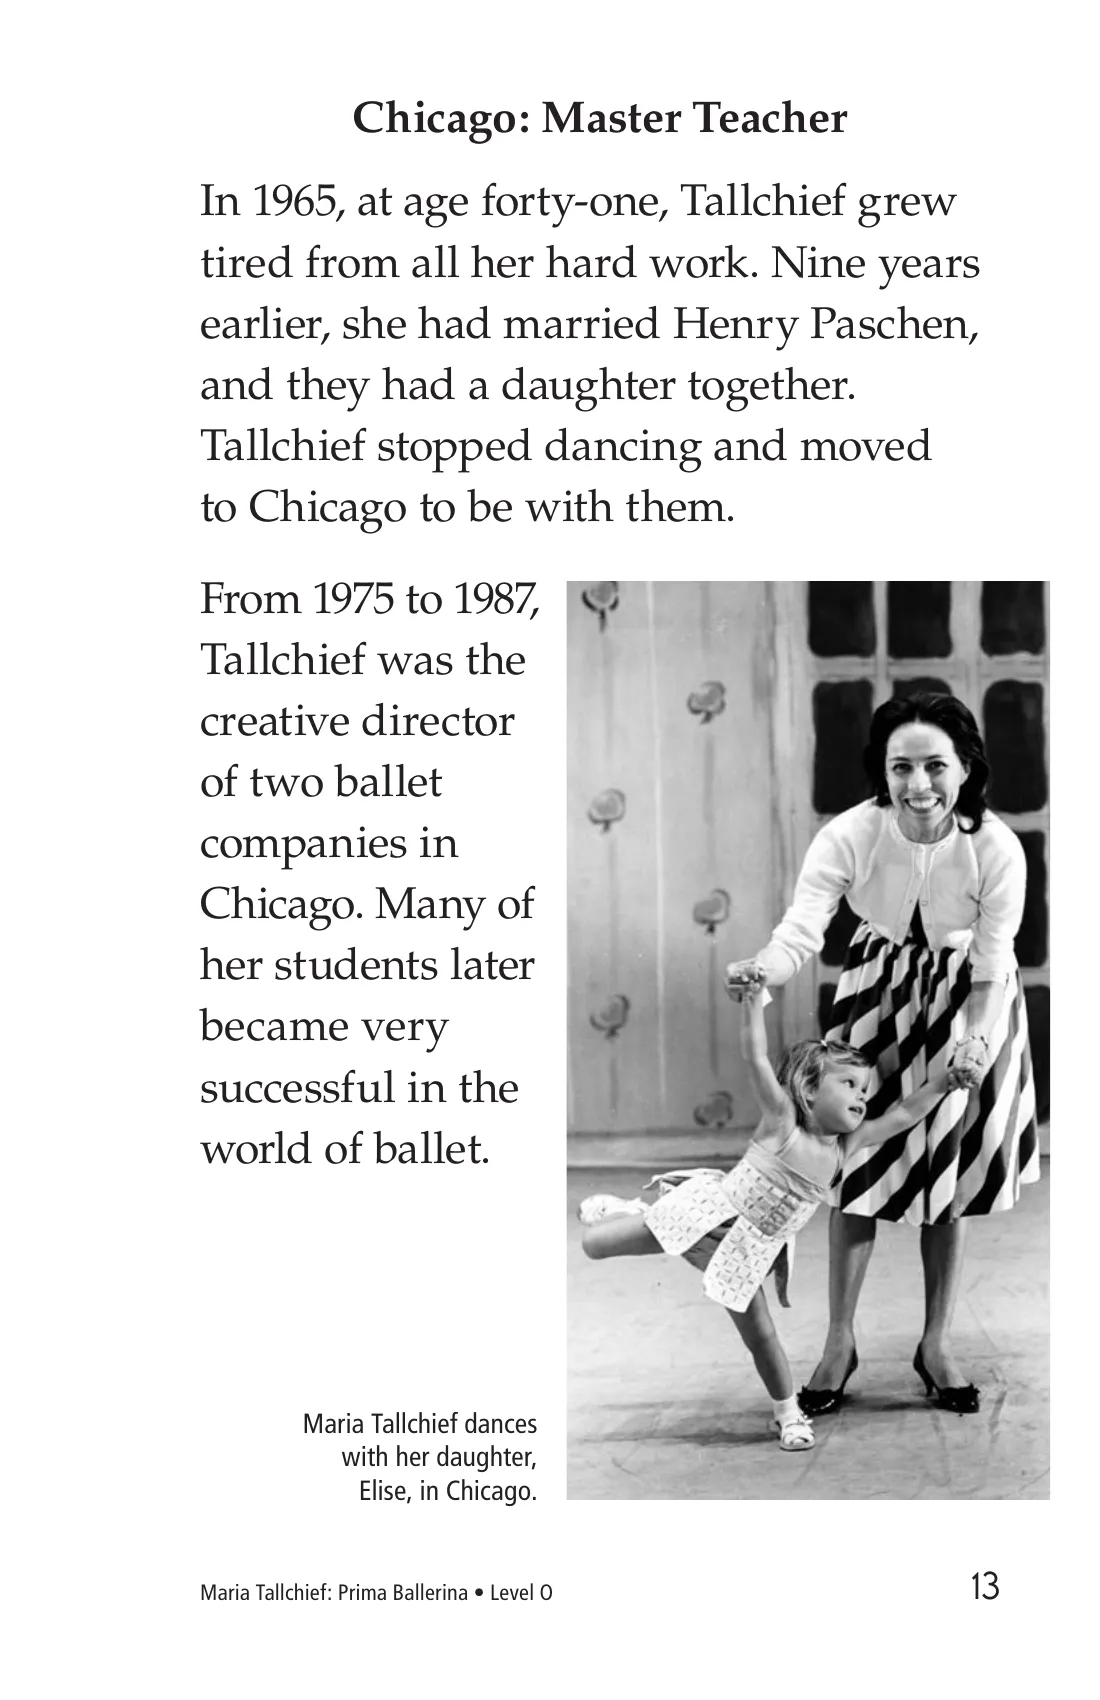 Chicago: Master Teacher
In 1965, at age forty-one, Tallchief grew
tired from all her hard work. Nine years
earlier, she had married Henry Paschen,
and they had a daughter together.
Tallchief stopped dancing and moved
to Chicago to be with them.
From 1975 to 1987,
Tallchief was the
creative director
of two ballet
companies in
Chicago. Many of
her students later
became very
successful in the
world of ballet.
Maria Tallchief dances
with her daughter,
Elise, in Chicago.
Maria Tallchief: Prima Ballerina • Level O
13